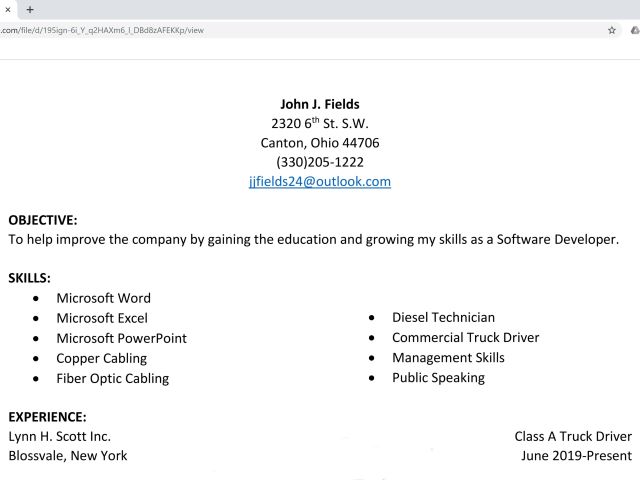 .com/file/d/195ign-6i_Y_q2HAXm6_I_DBd8zAFEKKp/view
John J. Fields
2320 6th St. S.W.
Canton, Ohio 44706
(330)205-1222
jjfields24@outlook.com
OBJECTIVE:
To help improve the company by gaining the education and growing my skills as a Software Developer.
SKILLS:
• Microsoft Word
• Microsoft Excel
• Microsoft PowerPoint
• Copper Cabling
• Fiber Optic Cabling
• Diesel Technician
• Commercial Truck Driver
• Management Skills
• Public Speaking
EXPERIENCE:
Lynn H. Scott Inc. Class A Truck Driver
Blossvale, New York June 2019-Present